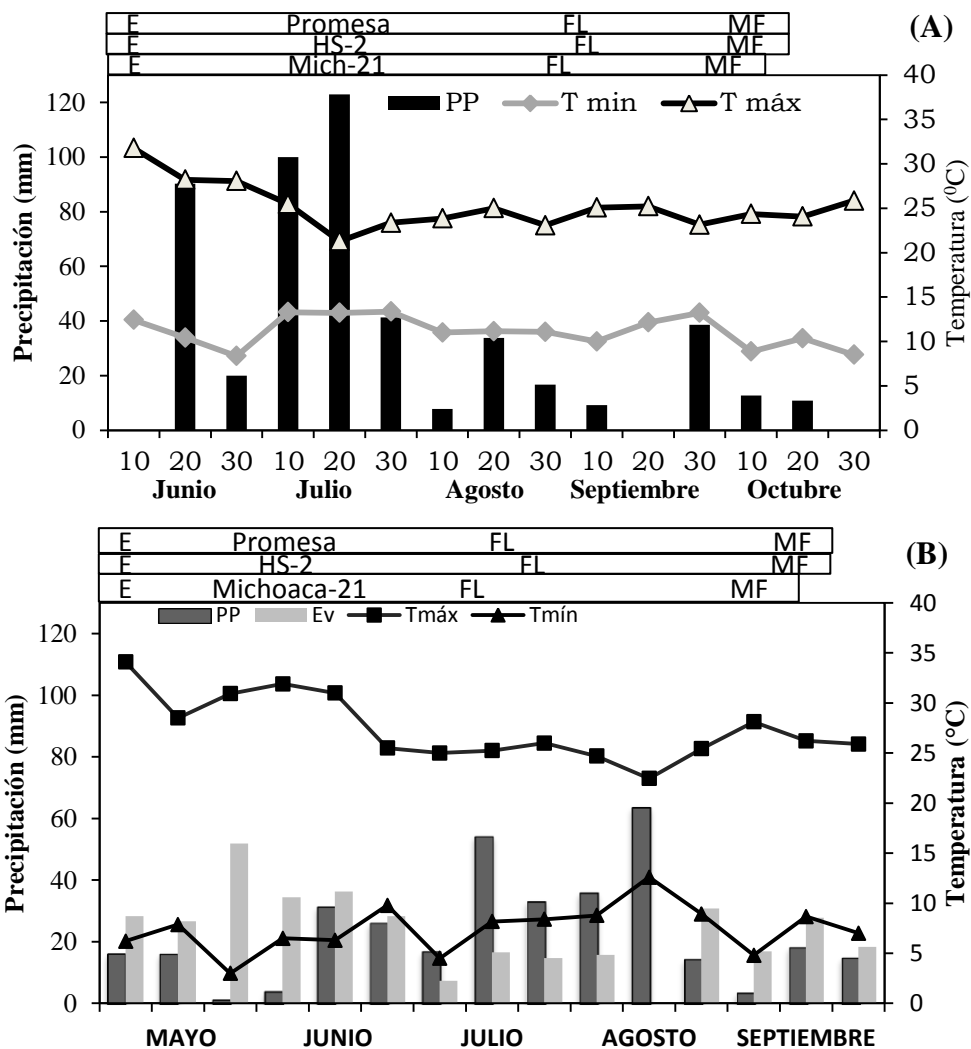 E Promesa FL MF (A)
E HS-2 FL MF
E Mich-21 FL MF
PP T min T máx
Precipitación (mm)
120
100
80
60
40
20
0
Temperatura (⁰C)
40
35
30
25
20
15
10
5
0
10 20 30 10 20 30 10 20 30 10 20 30 10 20 30
Junio Julio Agosto Septiembre Octubre
E Promesa FL MF (B)
E HS-2 FL MF
E Michoaca-21 FL MF
PP Ev Tmáx Tmín
Precipitación (mm)
120
100
80
60
40
20
0
Temperatura (°C)
40
35
30
25
20
15
10
5
0
MAYO JUNIO JULIO AGOSTO SEPTIEMBRE